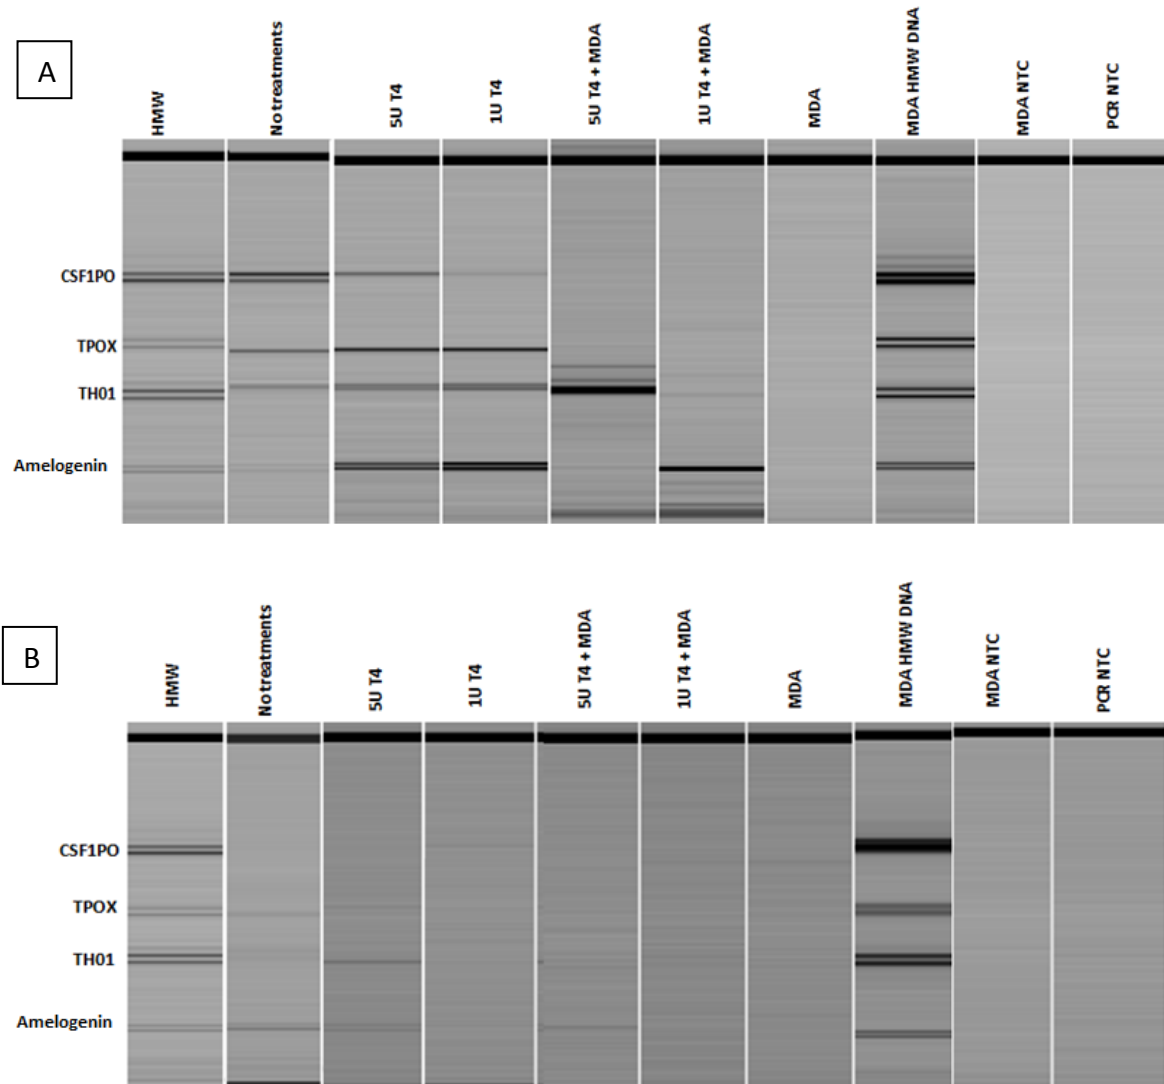 A
HMW
No treatments
5U T4
1U T4
5U T4 + MDA
1U T4 + MDA
MDA
MDA HMW DNA
MDA NTC
PCR NTC
CSF1PO
TPOX
TH01
Amelogenin
B
HMW
No treatments
5U T4
1U T4
5U T4 + MDA
1U T4 + MDA
MDA
MDA HMW DNA
MDA NTC
PCR NTC
CSF1PO
TPOX
TH01
Amelogenin